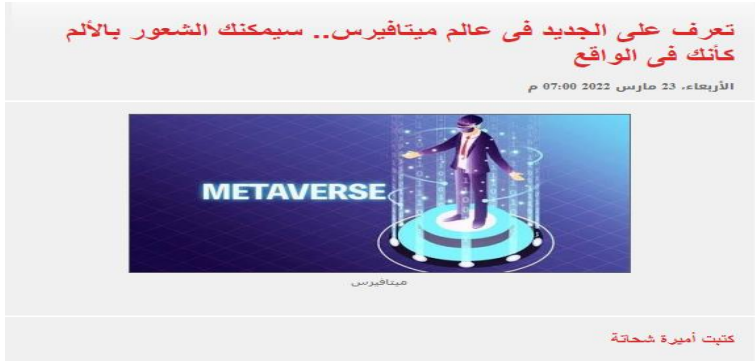 تعرف على الجديد فى عالم ميتافيرس.. سيمكنك الشعور بالألم
كأنك فى الواقع
الأربعاء، 23 مارس 2022 07:00 م
METAVERSE
ميتافيرس
كتبت أميرة شحاتة